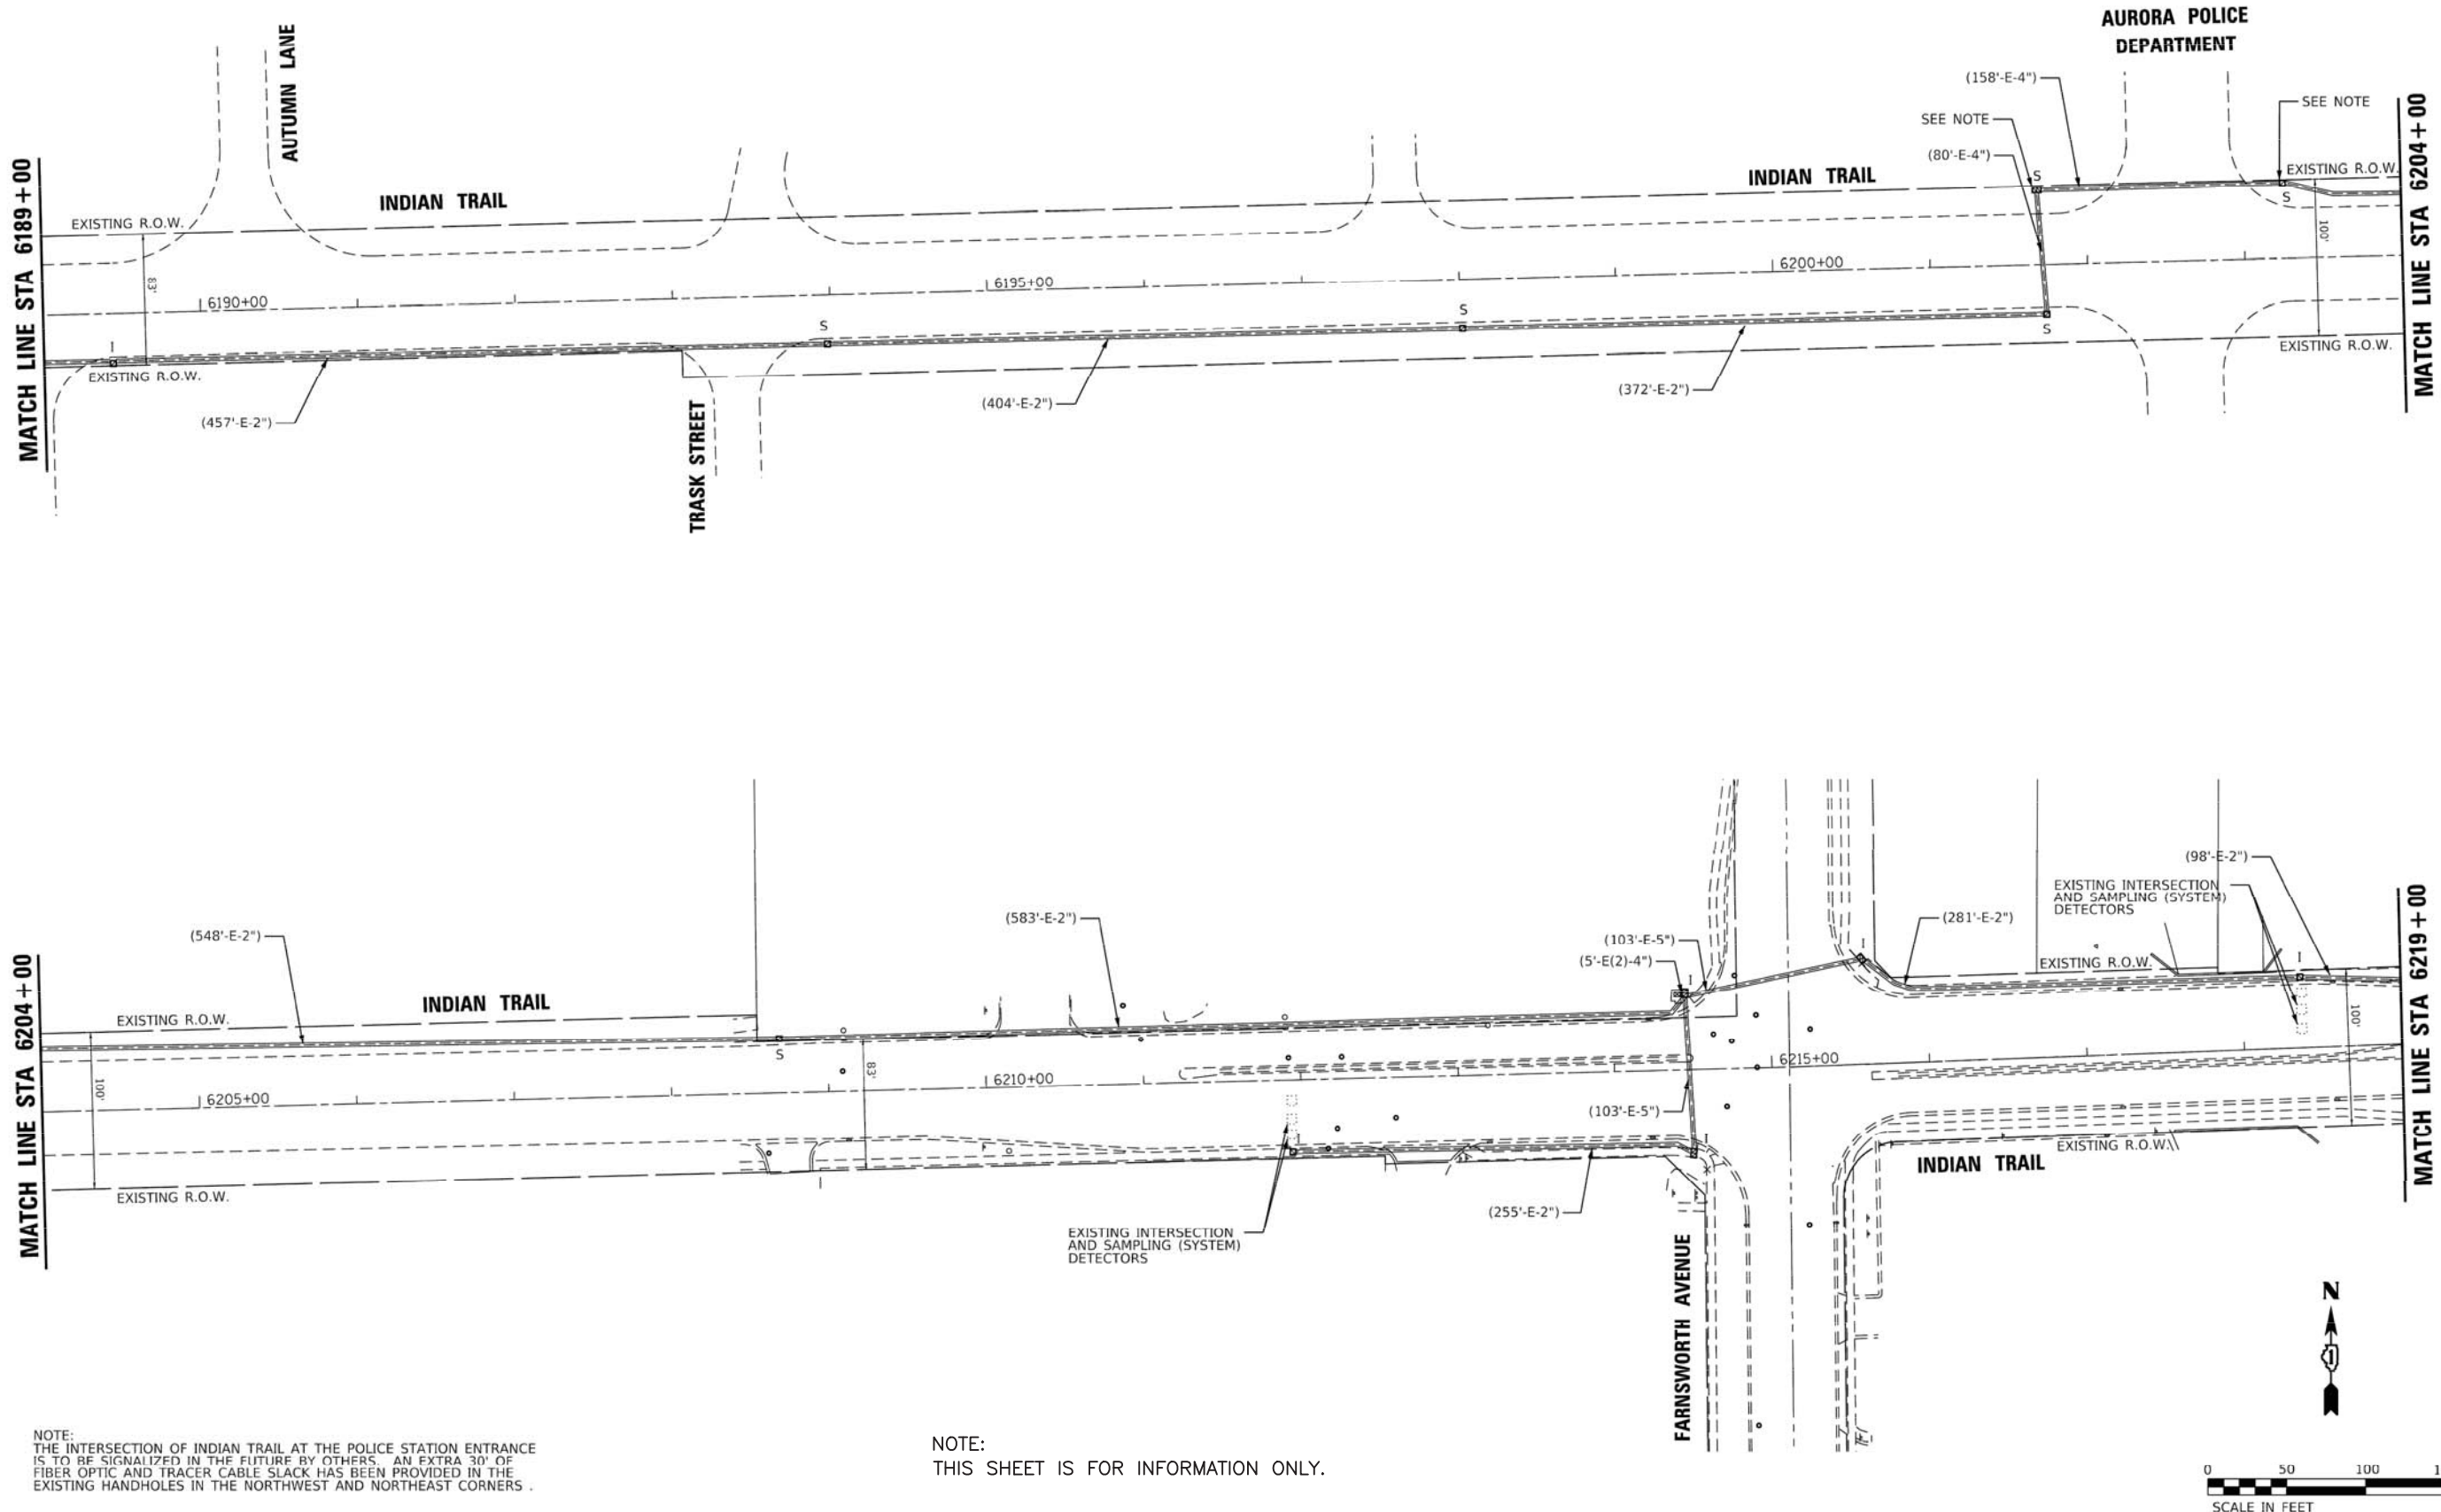 AURORA POLICE
DEPARTMENT
AUTUMN LANE
(158'-E-4")
SEE NOTE
SEE NOTE
(80'-E-4")
MATCH LINE STA 6189+00
MATCH LINE STA 6204+00
EXISTING R.O.W.
INDIAN TRAIL
INDIAN TRAIL
EXISTING R.O.W.
S
S
83'
100'
6190+00
6195+00
6200+00
I
S
S
S
EXISTING R.O.W.
EXISTING R.O.W.
(457'-E-2")
(404'-E-2")
(372'-E-2")
TRASK STREET
(98'-E-2")
EXISTING INTERSECTION
AND SAMPLING (SYSTEM)
DETECTORS
(548'-E-2")
(583'-E-2")
(281'-E-2")
(103'-E-5")
(5'-E(2)-4")
MATCH LINE STA 6204+00
MATCH LINE STA 6219+00
EXISTING R.O.W.
INDIAN TRAIL
I
I
EXISTING R.O.W.
I
S
100'
83'
100'
6205+00
6210+00
6215+00
(103'-E-5")
I
I
EXISTING R.O.W.
EXISTING R.O.W.
INDIAN TRAIL
(255'-E-2")
EXISTING INTERSECTION
AND SAMPLING (SYSTEM)
DETECTORS
FARNSWORTH AVENUE
N
1
NOTE:
THE INTERSECTION OF INDIAN TRAIL AT THE POLICE STATION ENTRANCE
IS TO BE SIGNALIZED IN THE FUTURE BY OTHERS. AN EXTRA 30' OF
FIBER OPTIC AND TRACER CABLE SLACK HAS BEEN PROVIDED IN THE
EXISTING HANDHOLES IN THE NORTHWEST AND NORTHEAST CORNERS .
NOTE:
THIS SHEET IS FOR INFORMATION ONLY.
0 50 100
SCALE IN FEET